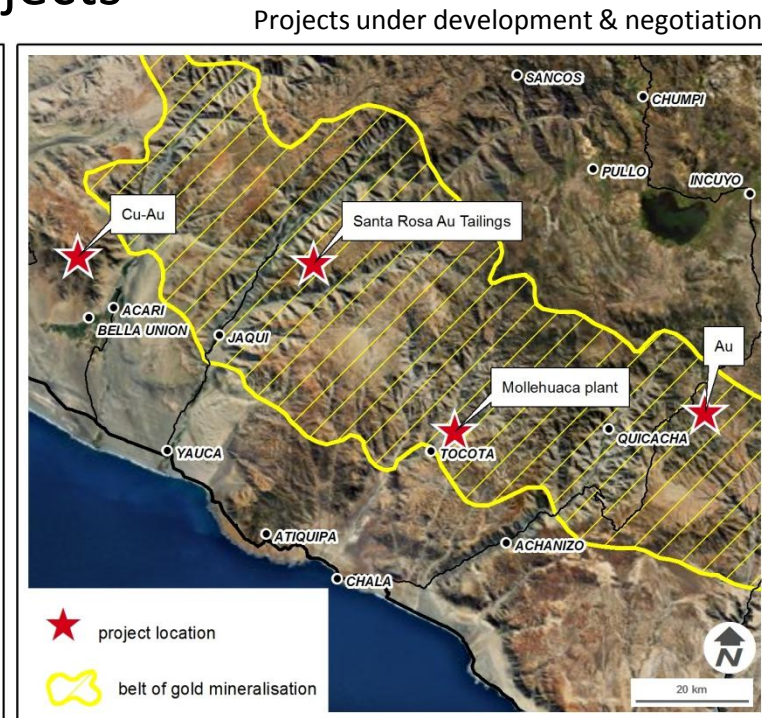 jects
Projects under development & negotiation
SANCOS
CHUMPI
PULLO
INCUYO
Cu-Au
Santa Rosa Au Tailings
ACARI
BELLA UNION
JAQUI
Au
Mollehuaca plant
QUICACHA
YAUCA
TOCOTA
ATIQUIPA
ACHANIZO
CHALA
project location
belt of gold mineralisation
N
20 km